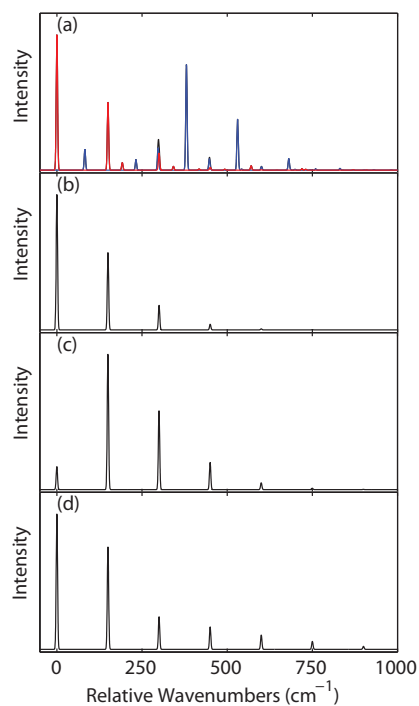 (a)
Intensity
(b)
Intensity
(c)
Intensity
(d)
Intensity
0 250 500 750 1000
Relative Wavenumbers (cm⁻¹)